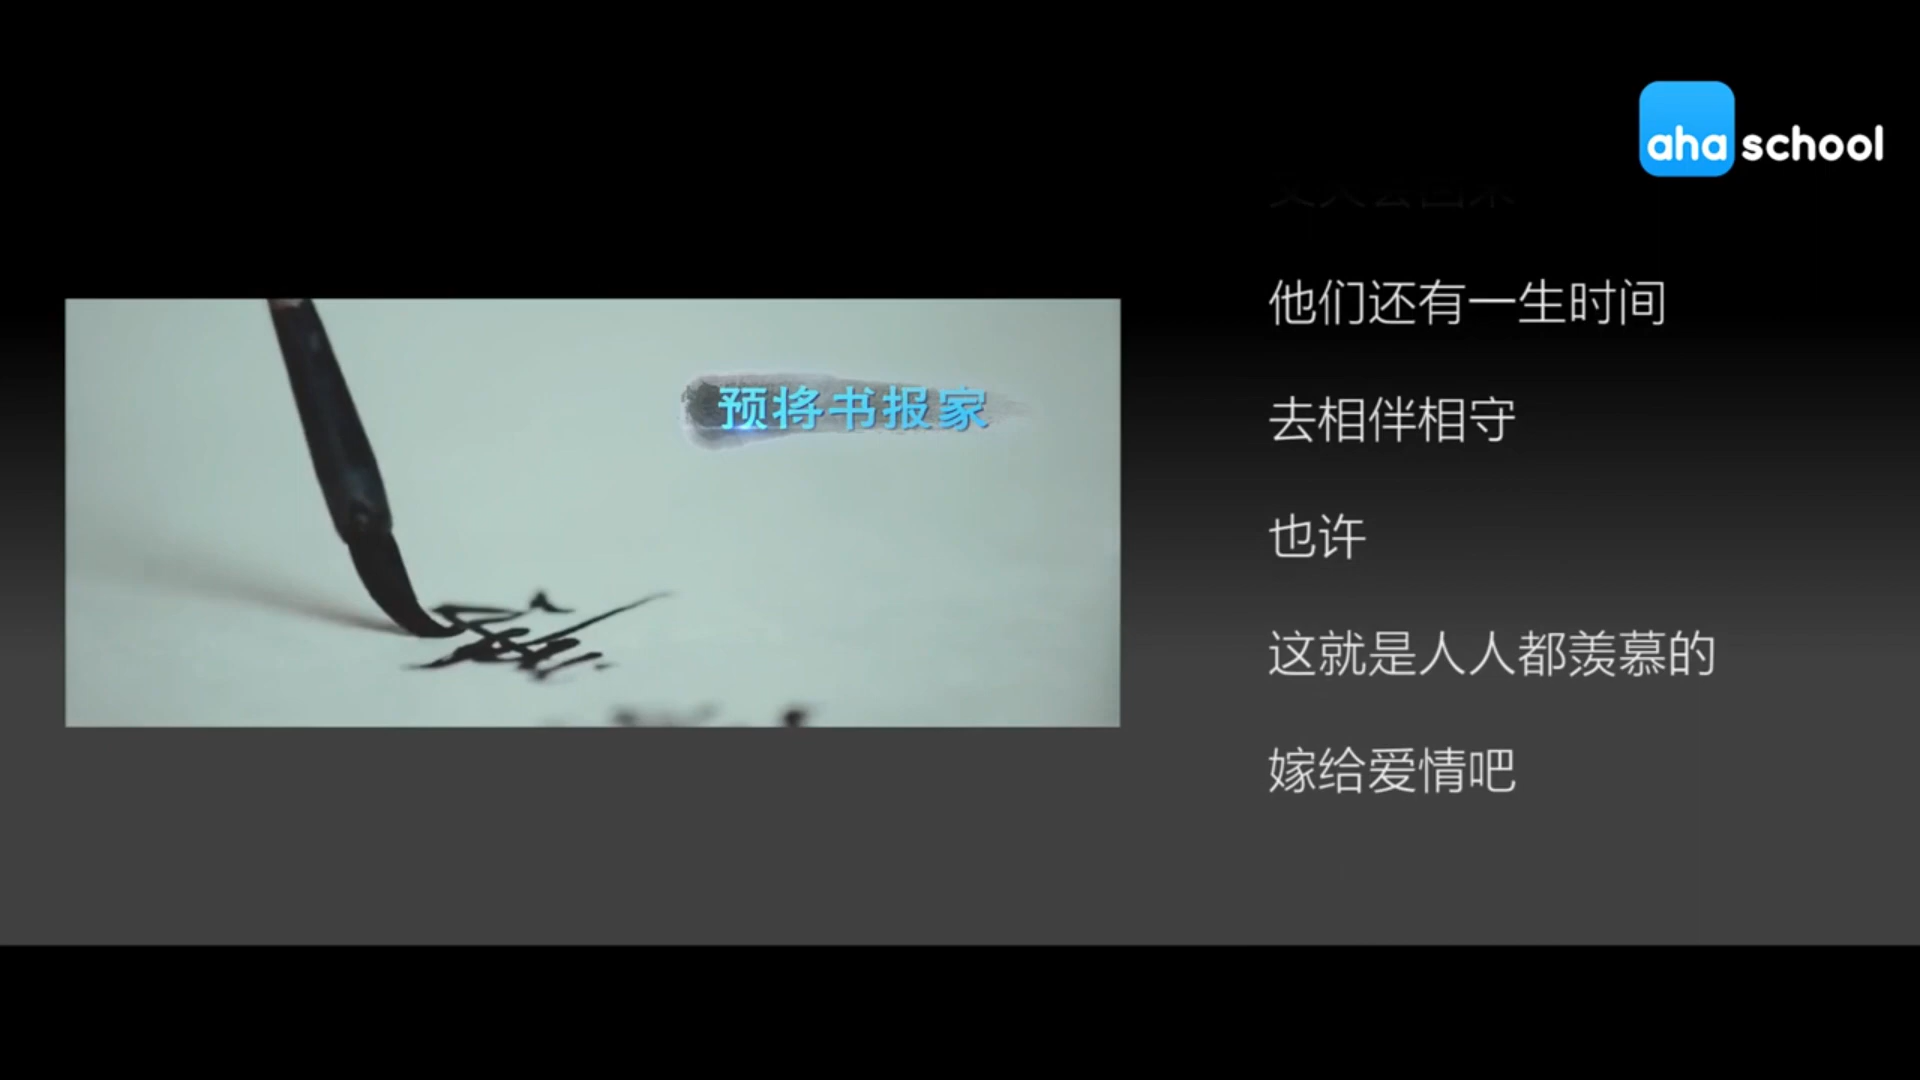 aha school
预将书报家
他们还有一生时间
去相伴相守
也许
这就是人人都羡慕的
嫁给爱情吧